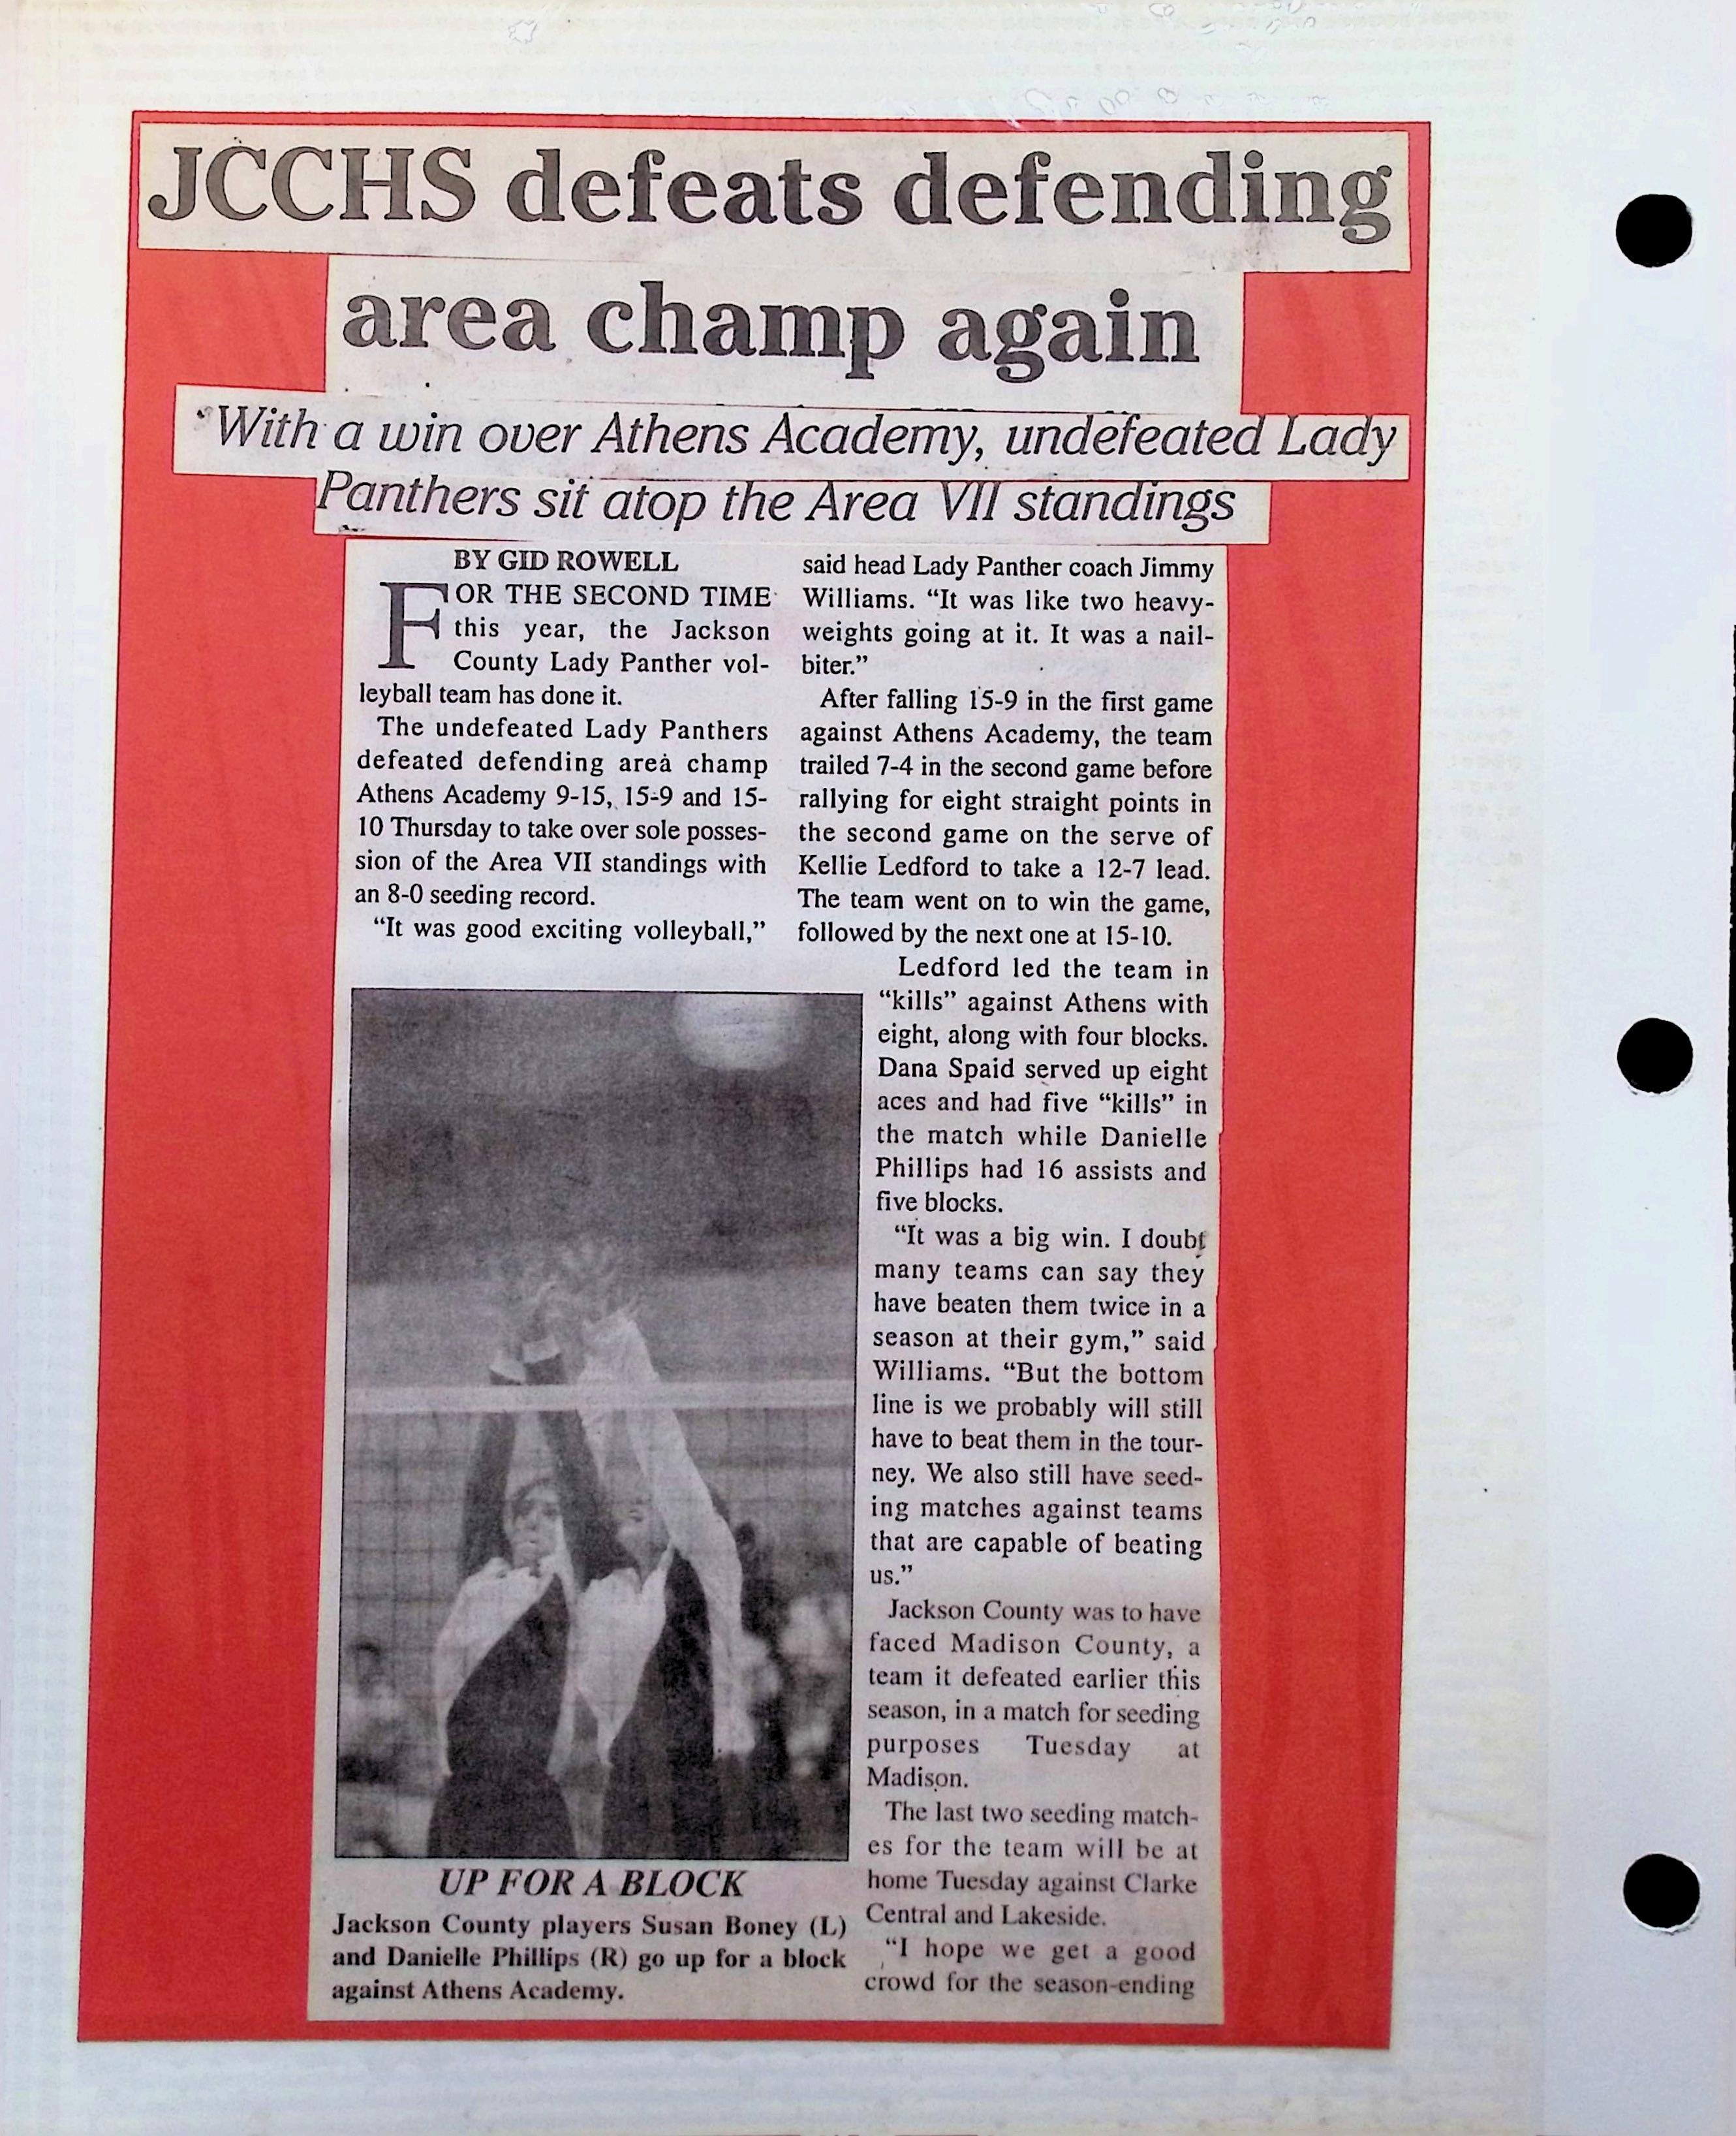 JCCHS defeats defending
area champ again
"With a win over Athens Academy, undefeated Lady
Panthers sit atop the Area VII standings
BY GID ROWELL
FOR THE SECOND TIME
this year, the Jackson
County Lady Panther vol-
leyball team has done it.
The undefeated Lady Panthers
defeated defending area champ
Athens Academy 9-15, 15-9 and 15-
10 Thursday to take over sole posses-
sion of the Area VII standings with
an 8-0 seeding record.
“It was good exciting volleyball,”
said head Lady Panther coach Jimmy
Williams. “It was like two heavy-
weights going at it. It was a nail-
biter.”
After falling 15-9 in the first game
against Athens Academy, the team
trailed 7-4 in the second game before
rallying for eight straight points in
the second game on the serve of
Kellie Ledford to take a 12-7 lead.
The team went on to win the game,
followed by the next one at 15-10.
Ledford led the team in
“kills” against Athens with
eight, along with four blocks.
Dana Spaid served up eight
aces and had five “kills” in
the match while Danielle
Phillips had 16 assists and
five blocks.
“It was a big win. I doubt
many teams can say they
have beaten them twice in a
season at their gym,” said
Williams. “But the bottom
line is we probably will still
have to beat them in the tour-
ney. We also still have seed-
ing matches against teams
that are capable of beating
us.”
Jackson County was to have
faced Madison County, a
team it defeated earlier this
season, in a match for seeding
purposes Tuesday at
Madison.
The last two seeding match-
es for the team will be at
home Tuesday against Clarke
Central and Lakeside.
“I hope we get a good
crowd for the season-ending
UP FOR A BLOCK
Jackson County players Susan Boney (L)
and Danielle Phillips (R) go up for a block
against Athens Academy.